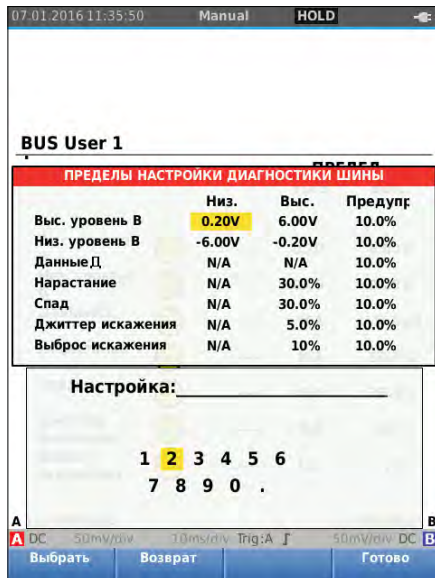 07.01.2016 11:35:50 Manual HOLD
BUS User 1
ПРЕДЕЛЫ НАСТРОЙКИ ДИАГНОСТИКИ ШИНЫ
Низ. Выс. Предупр
Выс. уровень В 0.20V 6.00V 10.0%
Низ. уровень В -6.00V -0.20V 10.0%
Данные Д N/A N/A 10.0%
Нарастание N/A 30.0% 10.0%
Спад N/A 30.0% 10.0%
Джиттер искажения N/A 5.0% 10.0%
Выброс искажения N/A 10% 10.0%
Настройка:
1 2 3 4 5 6
7 8 9 0 .
A B
A DC 50mV/div 10ms/div Trig:A 50mV/div DC B
Выбрать Возврат Готово